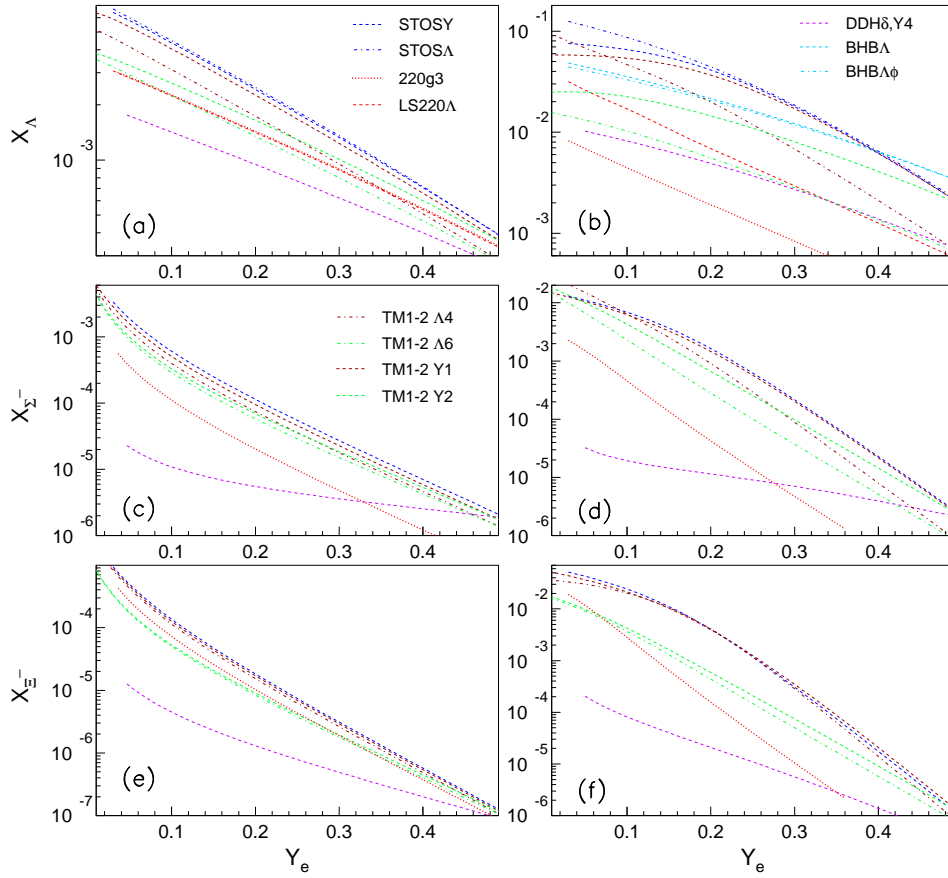 STOSY
STOSΛ
220g3
LS220Λ
X_Λ
10^-3
(a)
0.1 0.2 0.3 0.4
DDHδ,Y4
BHBΛ
BHBΛϕ
10^-1
10^-2
10^-3
(b)
0.1 0.2 0.3 0.4
TM1-2 Λ4
TM1-2 Λ6
TM1-2 Y1
TM1-2 Y2
X_Σ^-
10^-3
10^-4
10^-5
10^-6
10
(c)
0.1 0.2 0.3 0.4
10^-2
10^-3
10^-4
10^-5
10^-6
(d)
0.1 0.2 0.3 0.4
X_Ξ^-
10^-4
10^-5
10^-6
10^-7
(e)
0.1 0.2 0.3 0.4
Y_e
10^-2
10^-3
10^-4
10^-5
10^-6
(f)
0.1 0.2 0.3 0.4
Y_e